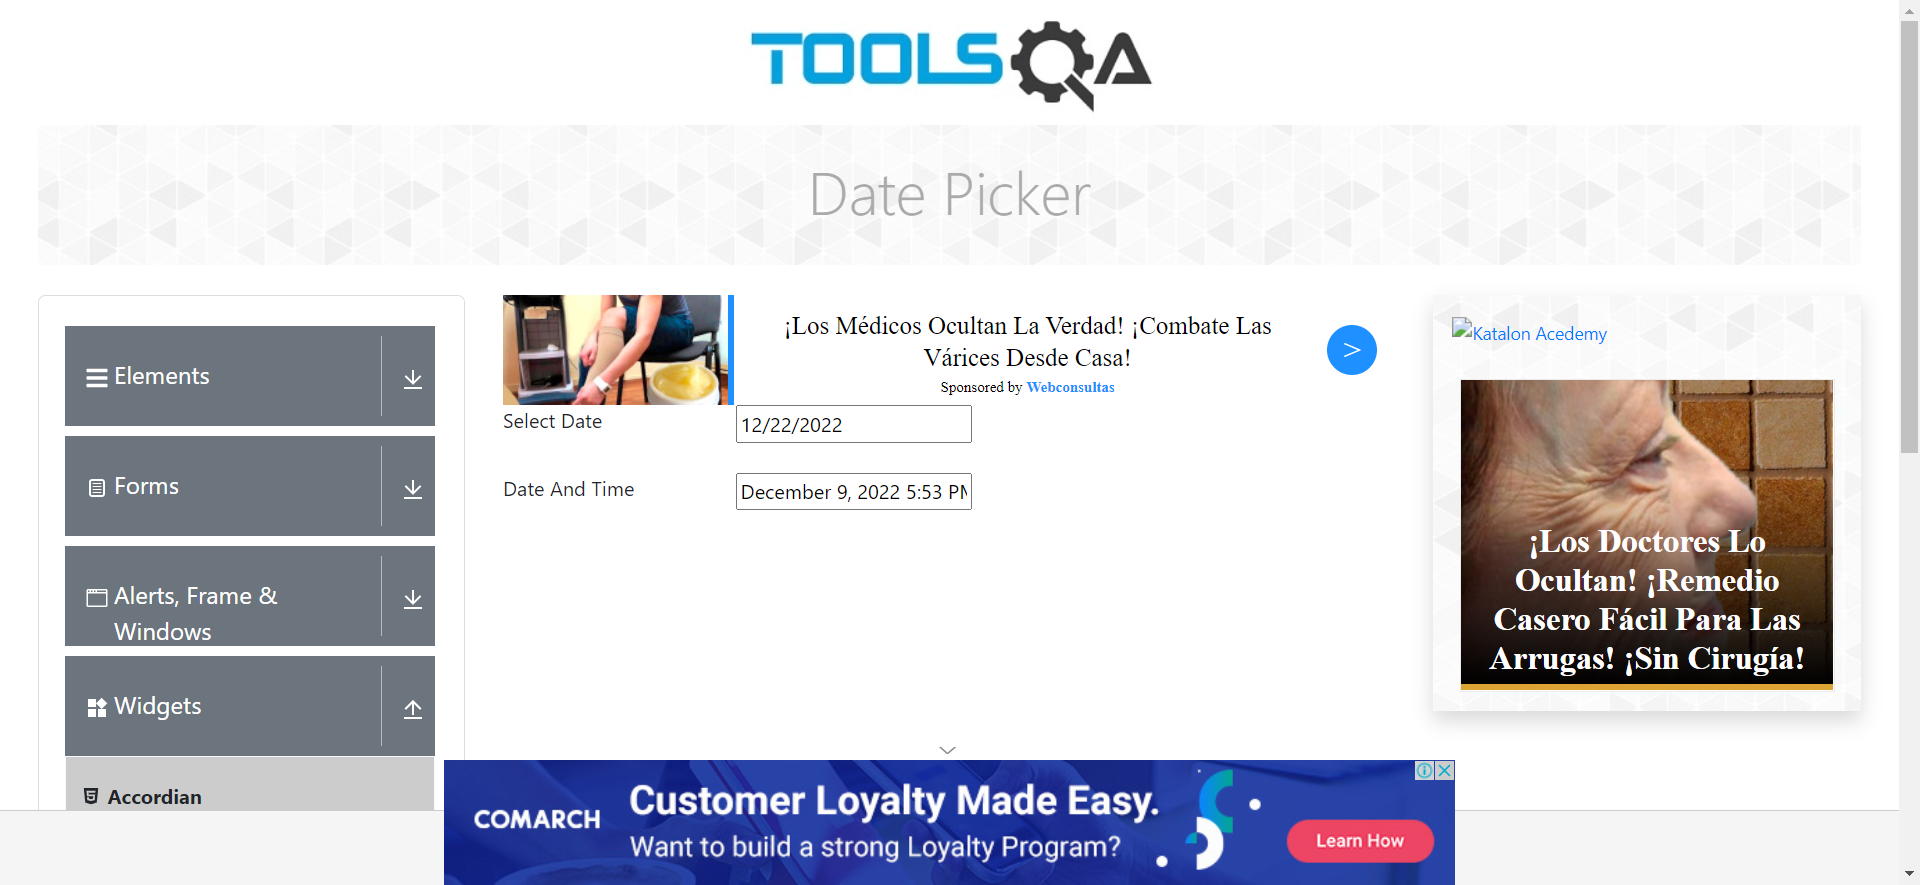 TOOLSQA
Date Picker
Elements
Forms
Alerts, Frame &
Windows
Widgets
Accordian
¡Los Médicos Ocultan La Verdad! ¡Combate Las
Várices Desde Casa!
Sponsored by Webconsultas
>
Select Date
12/22/2022
Date And Time
December 9, 2022 5:53 PM
Katalon Acedemy
¡Los Doctores Lo
Ocultan! ¡Remedio
Casero Fácil Para Las
Arrugas! ¡Sin Cirugía!
COMARCH
Customer Loyalty Made Easy.
Want to build a strong Loyalty Program?
Learn How